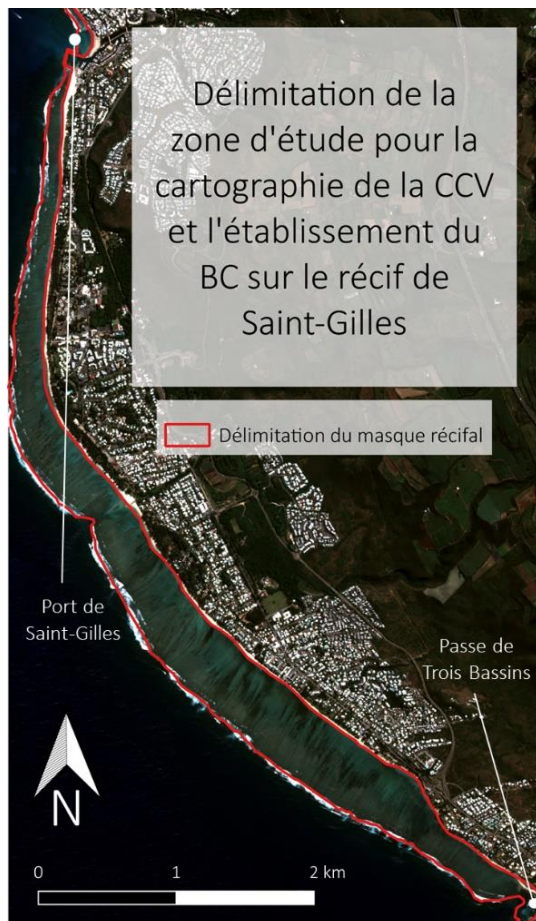 Délimitation de la
zone d'étude pour la
cartographie de la CCV
et l'établissement du
BC sur le récif de
Saint-Gilles
Délimitation du masque récifal
Port de
Saint-Gilles
Passe de
Trois Bassins
N
0 1 2 km